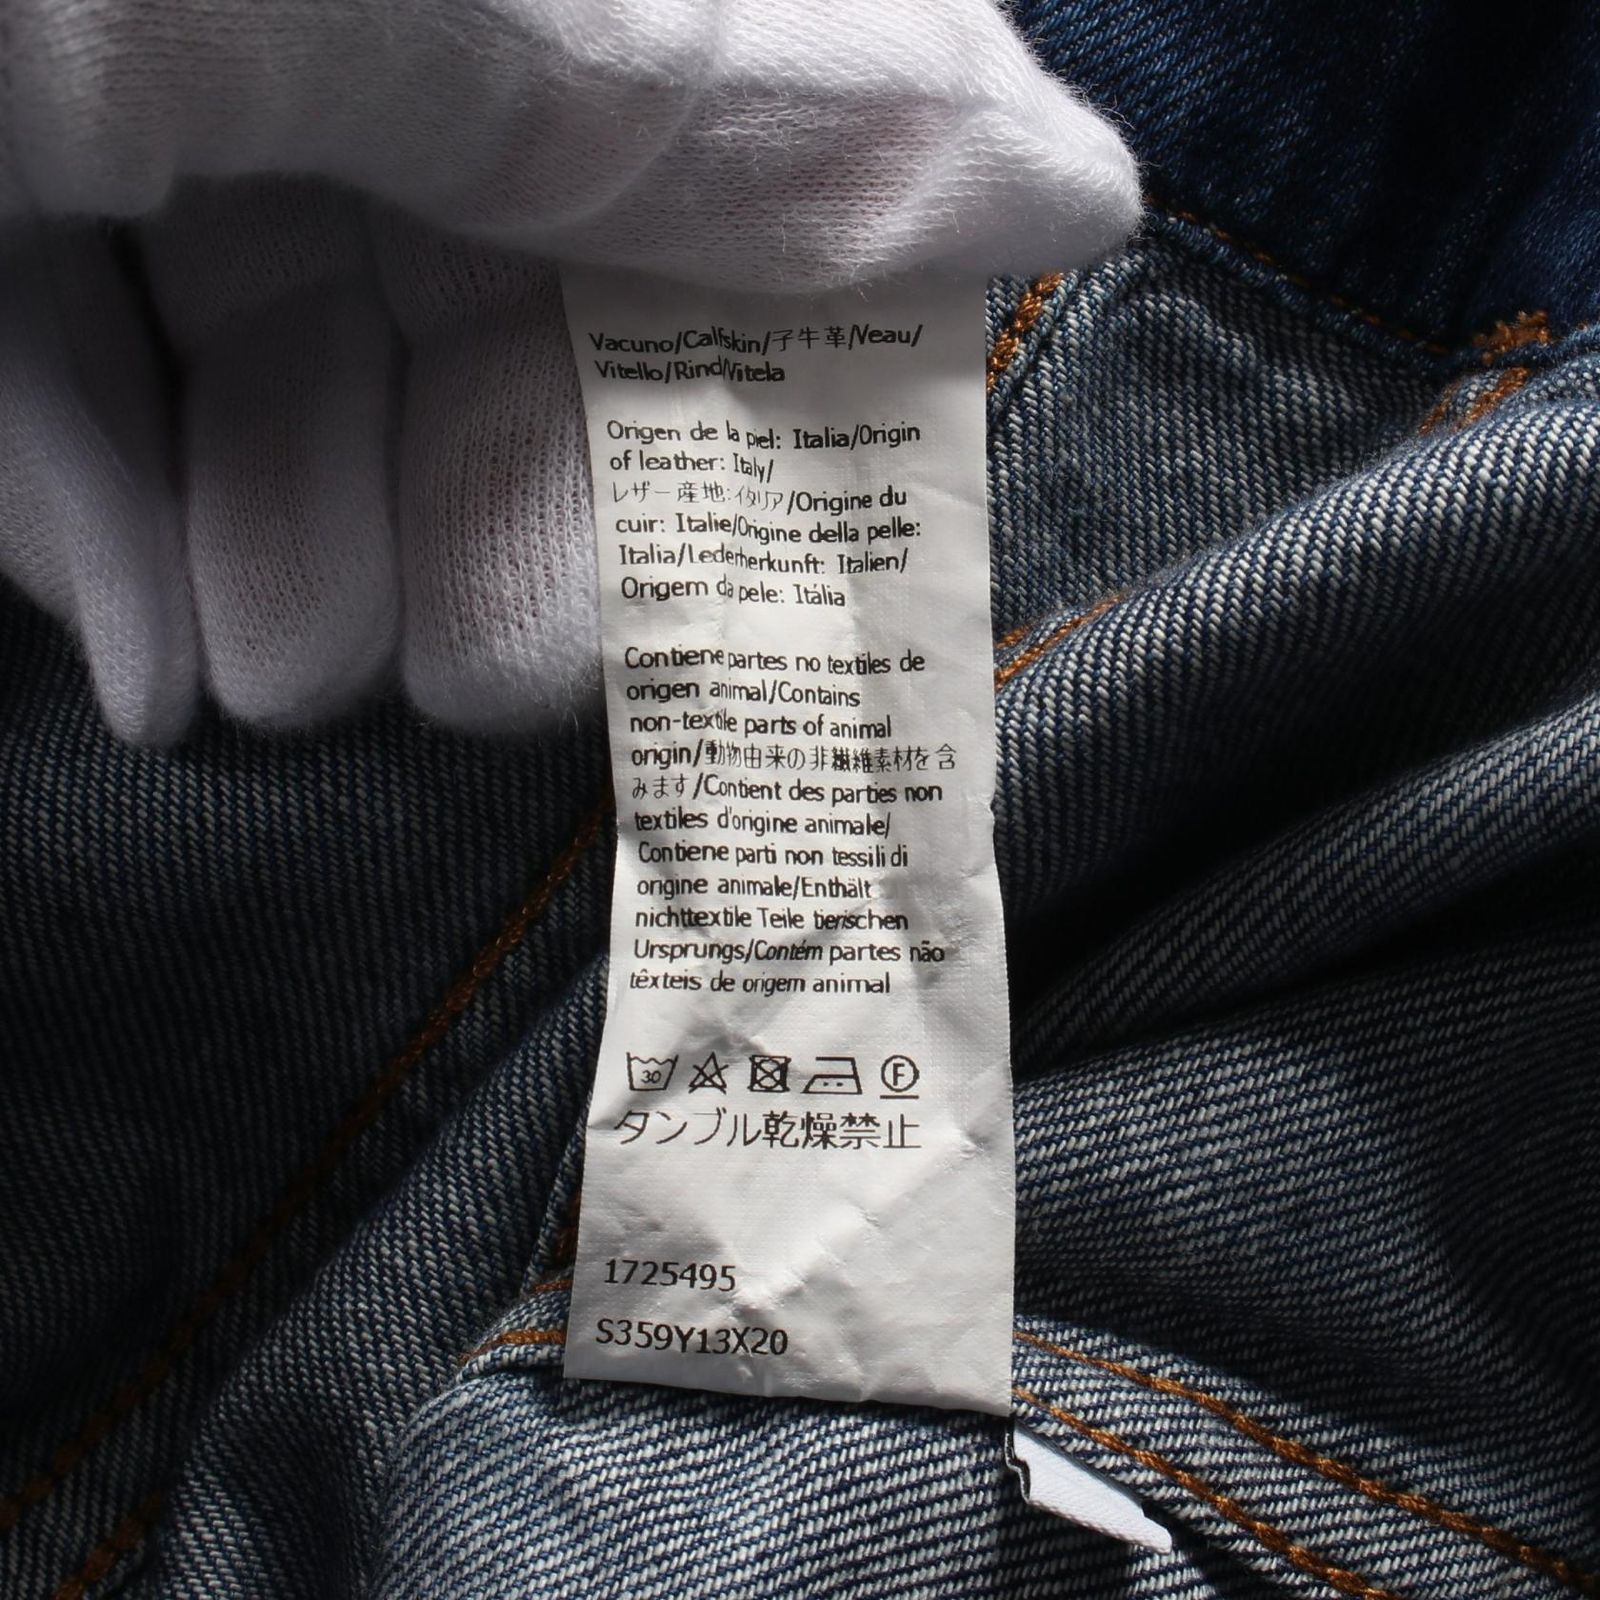 Vacuno/Calfskin/子牛革/Veau/
Vitello/Rind/Vitela
Origen de la piel: Italia/Origin
of leather: Italy/
レザー産地:イタリア/Origine du
cuir: Italie/Origine della pelle:
Italia/Lederherkunft: Italien/
Origem da pele: Itália
Contiene partes no textiles de
origen animal/Contains
non-textile parts of animal
origin/動物由来の非繊維素材を含
みます/Contient des parties non
textiles d'origine animale/
Contiene parti non tessili di
origine animale/Enthält
nichttextile Teile tierischen
Ursprungs/Contém partes não
têxteis de origem animal
30 F
タンブル乾燥禁止
1725495
S359Y13X20